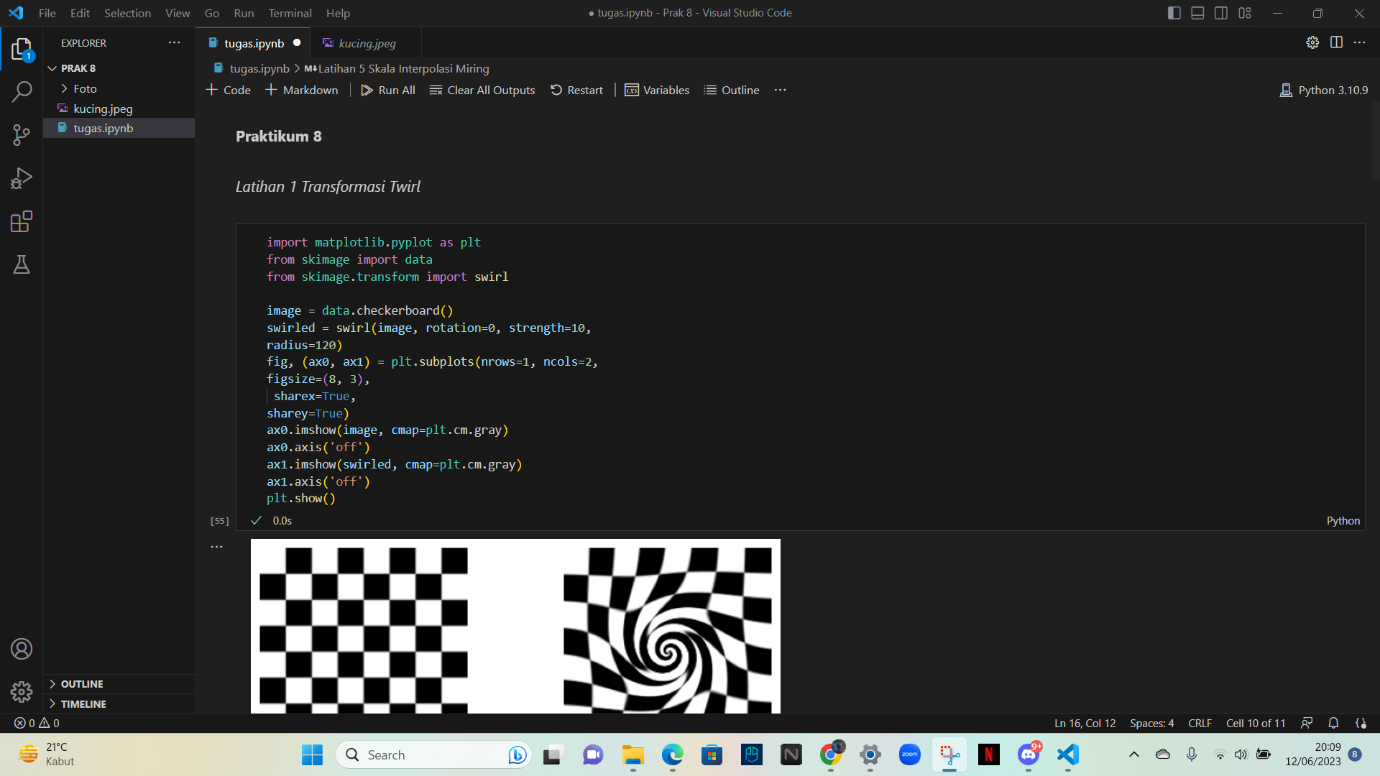 File Edit Selection View Go Run Terminal Help
● tugas.ipynb - Prak 8 - Visual Studio Code
EXPLORER
PRAK 8
Foto
kucing.jpeg
tugas.ipynb
OUTLINE
TIMELINE
1
tugas.ipynb
kucing.jpeg
tugas.ipynb > M↓Latihan 5 Skala Interpolasi Miring
+ Code + Markdown Run All Clear All Outputs Restart Variables Outline ...
Python 3.10.9
Praktikum 8
Latihan 1 Transformasi Twirl
import matplotlib.pyplot as plt
from skimage import data
from skimage.transform import swirl
image = data.checkerboard()
swirled = swirl(image, rotation=0, strength=10,
radius=120)
fig, (ax0, ax1) = plt.subplots(nrows=1, ncols=2,
figsize=(8, 3),
sharex=True,
sharey=True)
ax0.imshow(image, cmap=plt.cm.gray)
ax0.axis('off')
ax1.imshow(swirled, cmap=plt.cm.gray)
ax1.axis('off')
plt.show()
[55] ✓ 0.0s
Python
0 0
Ln 16, Col 12 Spaces: 4 CRLF Cell 10 of 11
21°C
Kabut
Search
zoom
N
N
9+
20:09
12/06/2023
8